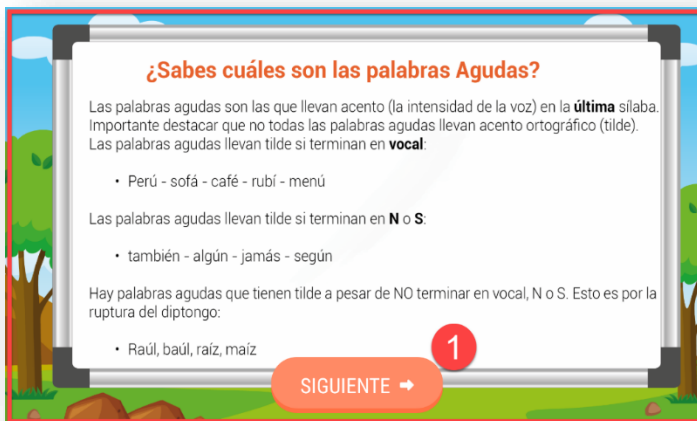 ¿Sabes cuáles son las palabras Agudas?
Las palabras agudas son las que llevan acento (la intensidad de la voz) en la última sílaba.
Importante destacar que no todas las palabras agudas llevan acento ortográfico (tilde).
Las palabras agudas llevan tilde si terminan en vocal:
• Perú - sofá - café - rubí - menú
Las palabras agudas llevan tilde si terminan en N o S:
• también - algún - jamás - según
Hay palabras agudas que tienen tilde a pesar de NO terminar en vocal, N o S. Esto es por la
ruptura del diptongo:
• Raúl, baúl, raíz, maíz
1
SIGUIENTE ➡